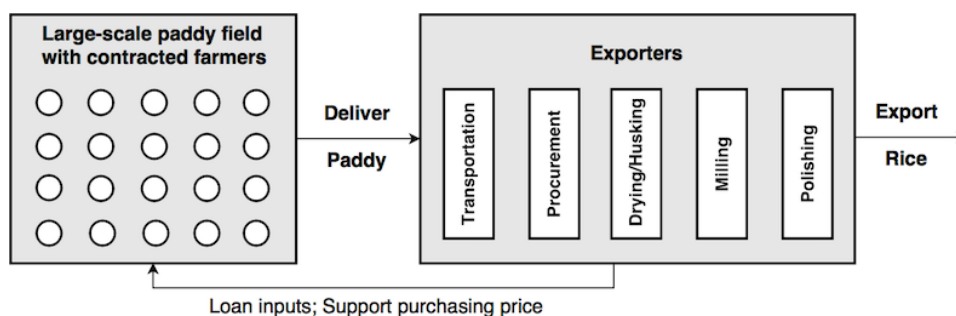 Large-scale paddy field
with contracted farmers
Deliver
Paddy
Exporters
Transportation
Procurement
Drying/Husking
Milling
Polishing
Export
Rice
Loan inputs; Support purchasing price